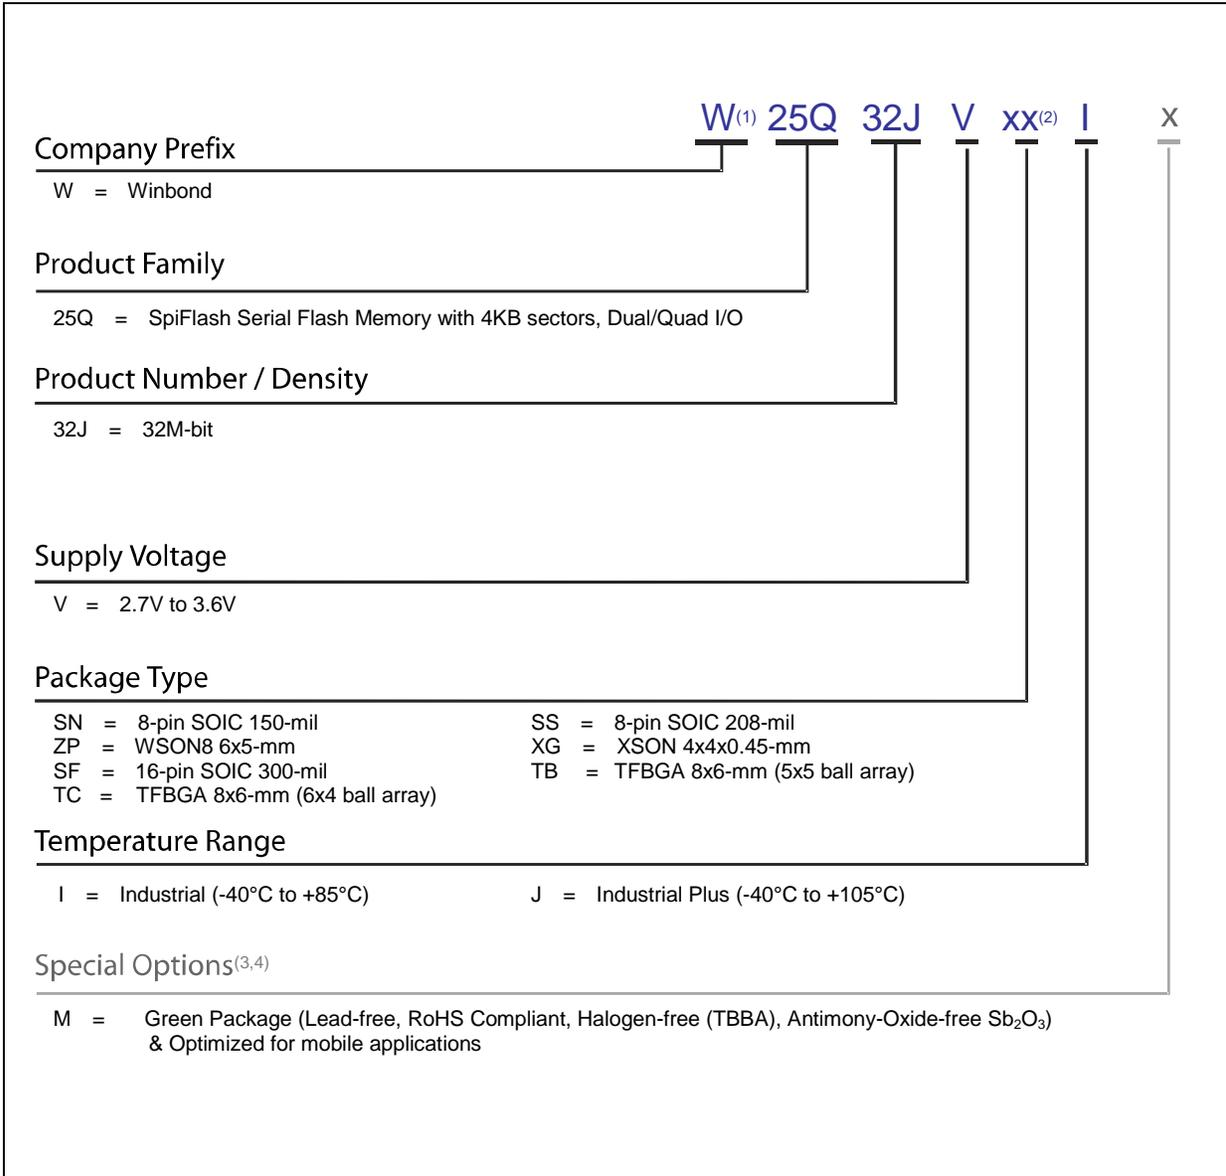 W(1) 25Q 32J V xx(2) I x
Company Prefix
W = Winbond
Product Family
25Q = SpiFlash Serial Flash Memory with 4KB sectors, Dual/Quad I/O
Product Number / Density
32J = 32M-bit
Supply Voltage
V = 2.7V to 3.6V
Package Type
SN = 8-pin SOIC 150-mil SS = 8-pin SOIC 208-mil
ZP = WSON8 6x5-mm XG = XSON 4x4x0.45-mm
SF = 16-pin SOIC 300-mil TB = TFBGA 8x6-mm (5x5 ball array)
TC = TFBGA 8x6-mm (6x4 ball array)
Temperature Range
I = Industrial (-40°C to +85°C) J = Industrial Plus (-40°C to +105°C)
Special Options(3,4)
M = Green Package (Lead-free, RoHS Compliant, Halogen-free (TBBA), Antimony-Oxide-free Sb₂O₃)
& Optimized for mobile applications